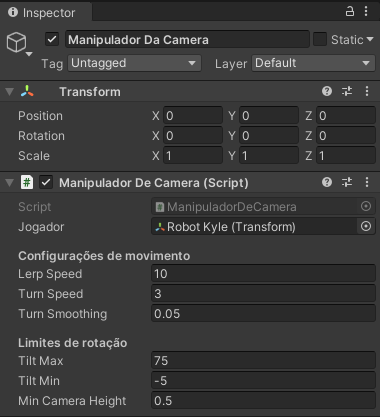 Inspector
Manipulador Da Camera Static
Tag Untagged Layer Default
Transform
Position X 0 Y 0 Z 0
Rotation X 0 Y 0 Z 0
Scale X 1 Y 1 Z 1
# Manipulador De Camera (Script)
Script ManipuladorDeCamera
Jogador Robot Kyle (Transform)
Configurações de movimento
Lerp Speed 10
Turn Speed 3
Turn Smoothing 0.05
Limites de rotação
Tilt Max 75
Tilt Min -5
Min Camera Height 0.5